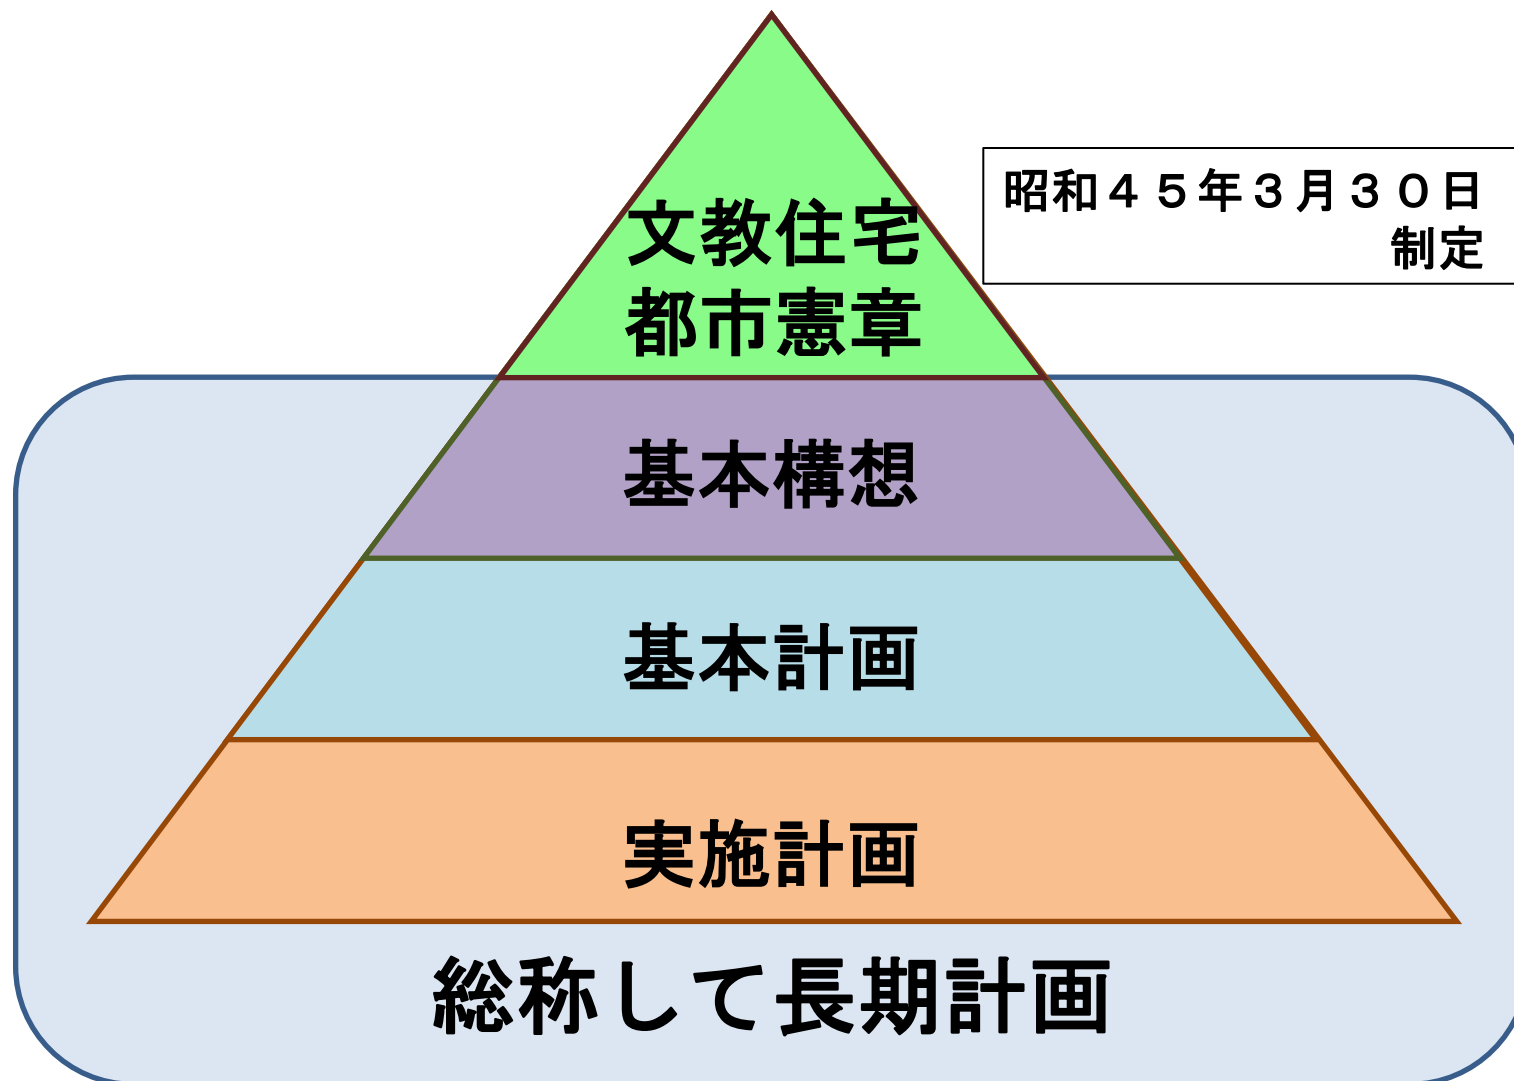 文教住宅
都市憲章
昭和４５年３月３０日
制定
基本構想
基本計画
実施計画
総称して長期計画